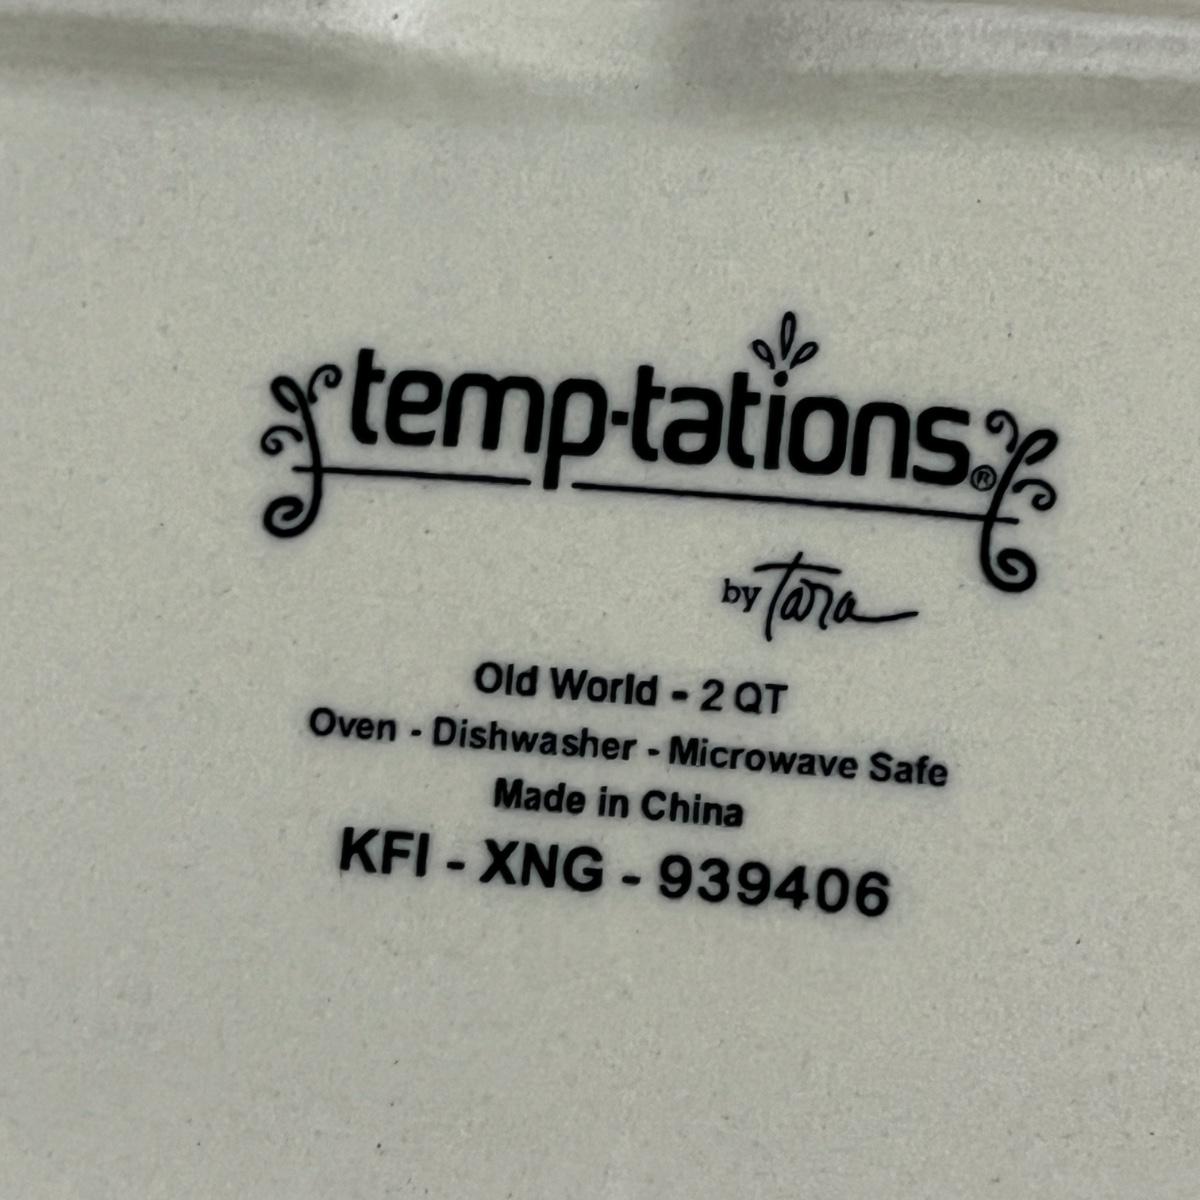 temp-tations®
by Tara
Old World - 2 QT
Oven - Dishwasher - Microwave Safe
Made in China
KFI - XNG - 939406